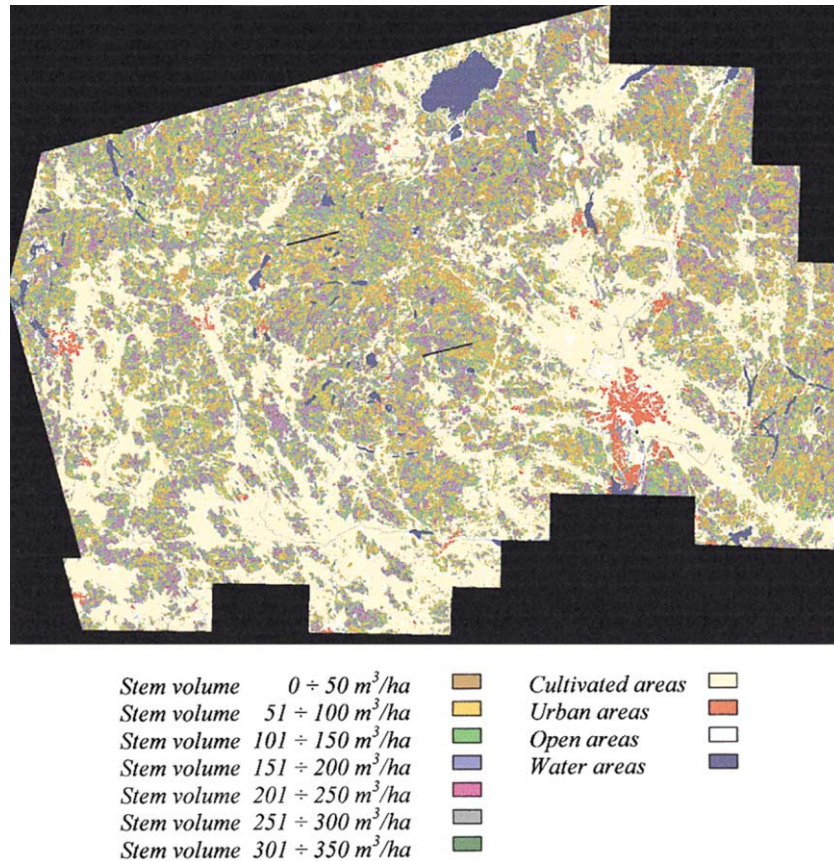 Stem volume 0 ÷ 50 m³/ha
Stem volume 51 ÷ 100 m³/ha
Stem volume 101 ÷ 150 m³/ha
Stem volume 151 ÷ 200 m³/ha
Stem volume 201 ÷ 250 m³/ha
Stem volume 251 ÷ 300 m³/ha
Stem volume 301 ÷ 350 m³/ha
Cultivated areas
Urban areas
Open areas
Water areas